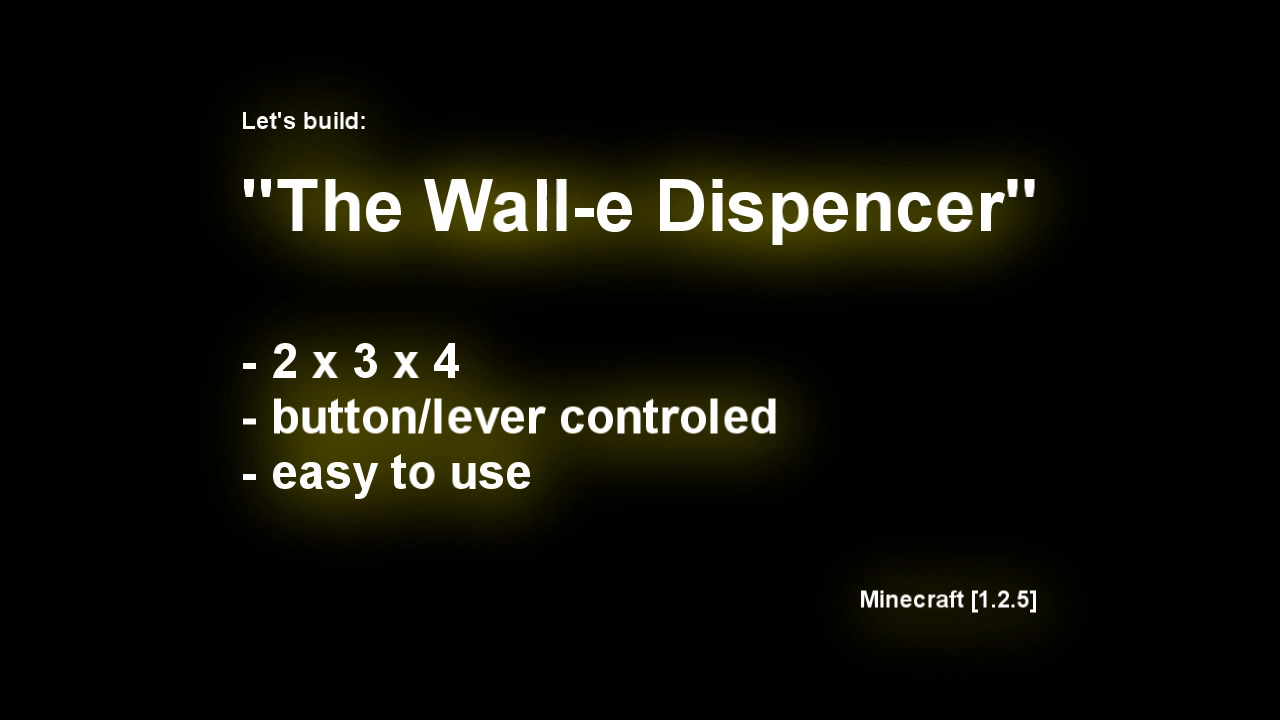 Let's build:
"The Wall-e Dispencer"
- 2 x 3 x 4
- button/lever controled
- easy to use
Minecraft [1.2.5]